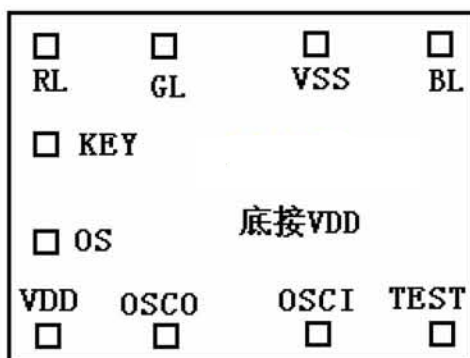 RL GL VSS BL
KEY
底接VDD
OS
VDD OSCO OSCI TEST